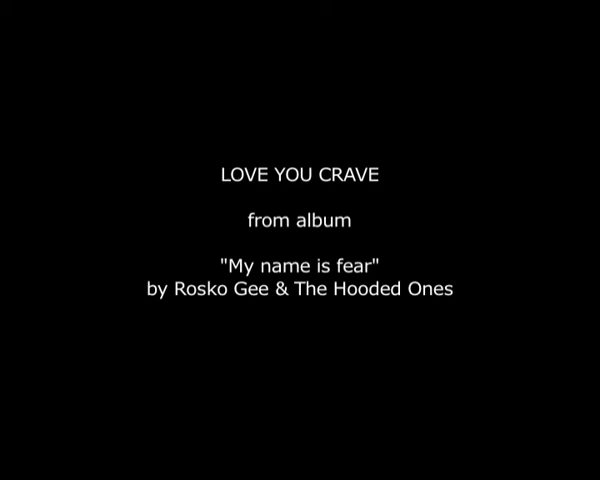 LOVE YOU CRAVE
from album
"My name is fear"
by Rosko Gee & The Hooded Ones